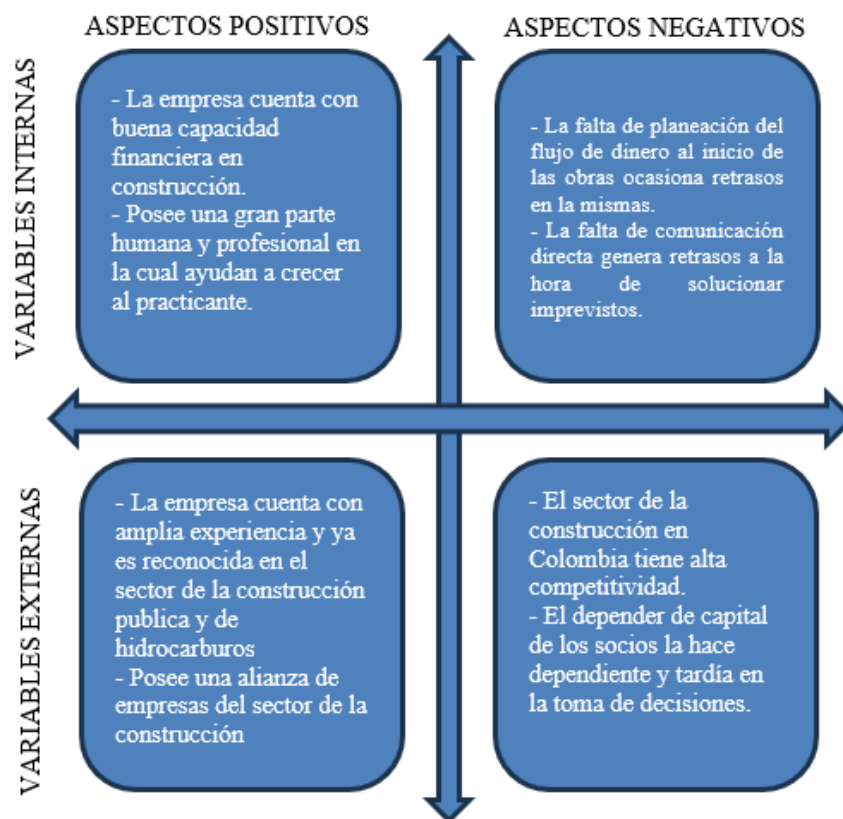 ASPECTOS POSITIVOS
ASPECTOS NEGATIVOS
VARIABLES INTERNAS
- La empresa cuenta con
buena capacidad
financiera en
construcción.
- Posee una gran parte
humana y profesional en
la cual ayudan a crecer
al practicante.
- La falta de planeación del
flujo de dinero al inicio de
las obras ocasiona retrasos
en la mismas.
- La falta de comunicación
directa genera retrasos a la
hora de solucionar
imprevistos.
VARIABLES EXTERNAS
- La empresa cuenta con
amplia experiencia y ya
es reconocida en el
sector de la construcción
publica y de
hidrocarburos
- Posee una alianza de
empresas del sector de la
construcción
- El sector de la
construcción en
Colombia tiene alta
competitividad.
- El depender de capital
de los socios la hace
dependiente y tardía en
la toma de decisiones.